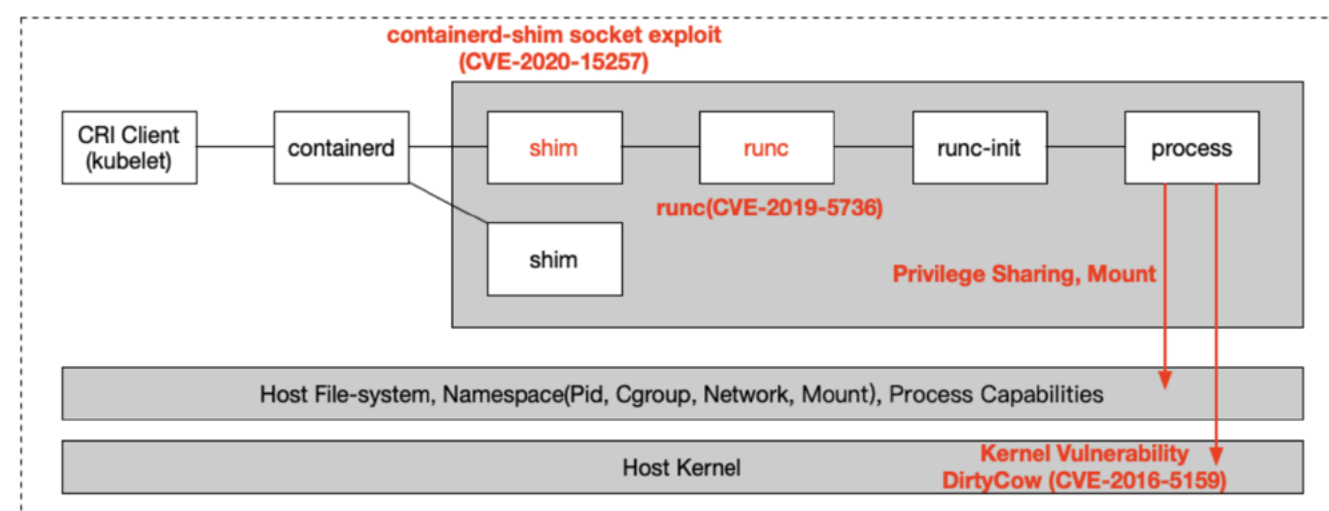 containerd-shim socket exploit
(CVE-2020-15257)
CRI Client
(kubelet)
containerd
shim
runc
runc-init
process
runc(CVE-2019-5736)
shim
Privilege Sharing, Mount
Host File-system, Namespace(Pid, Cgroup, Network, Mount), Process Capabilities
Host Kernel
Kernel Vulnerability
DirtyCow (CVE-2016-5159)